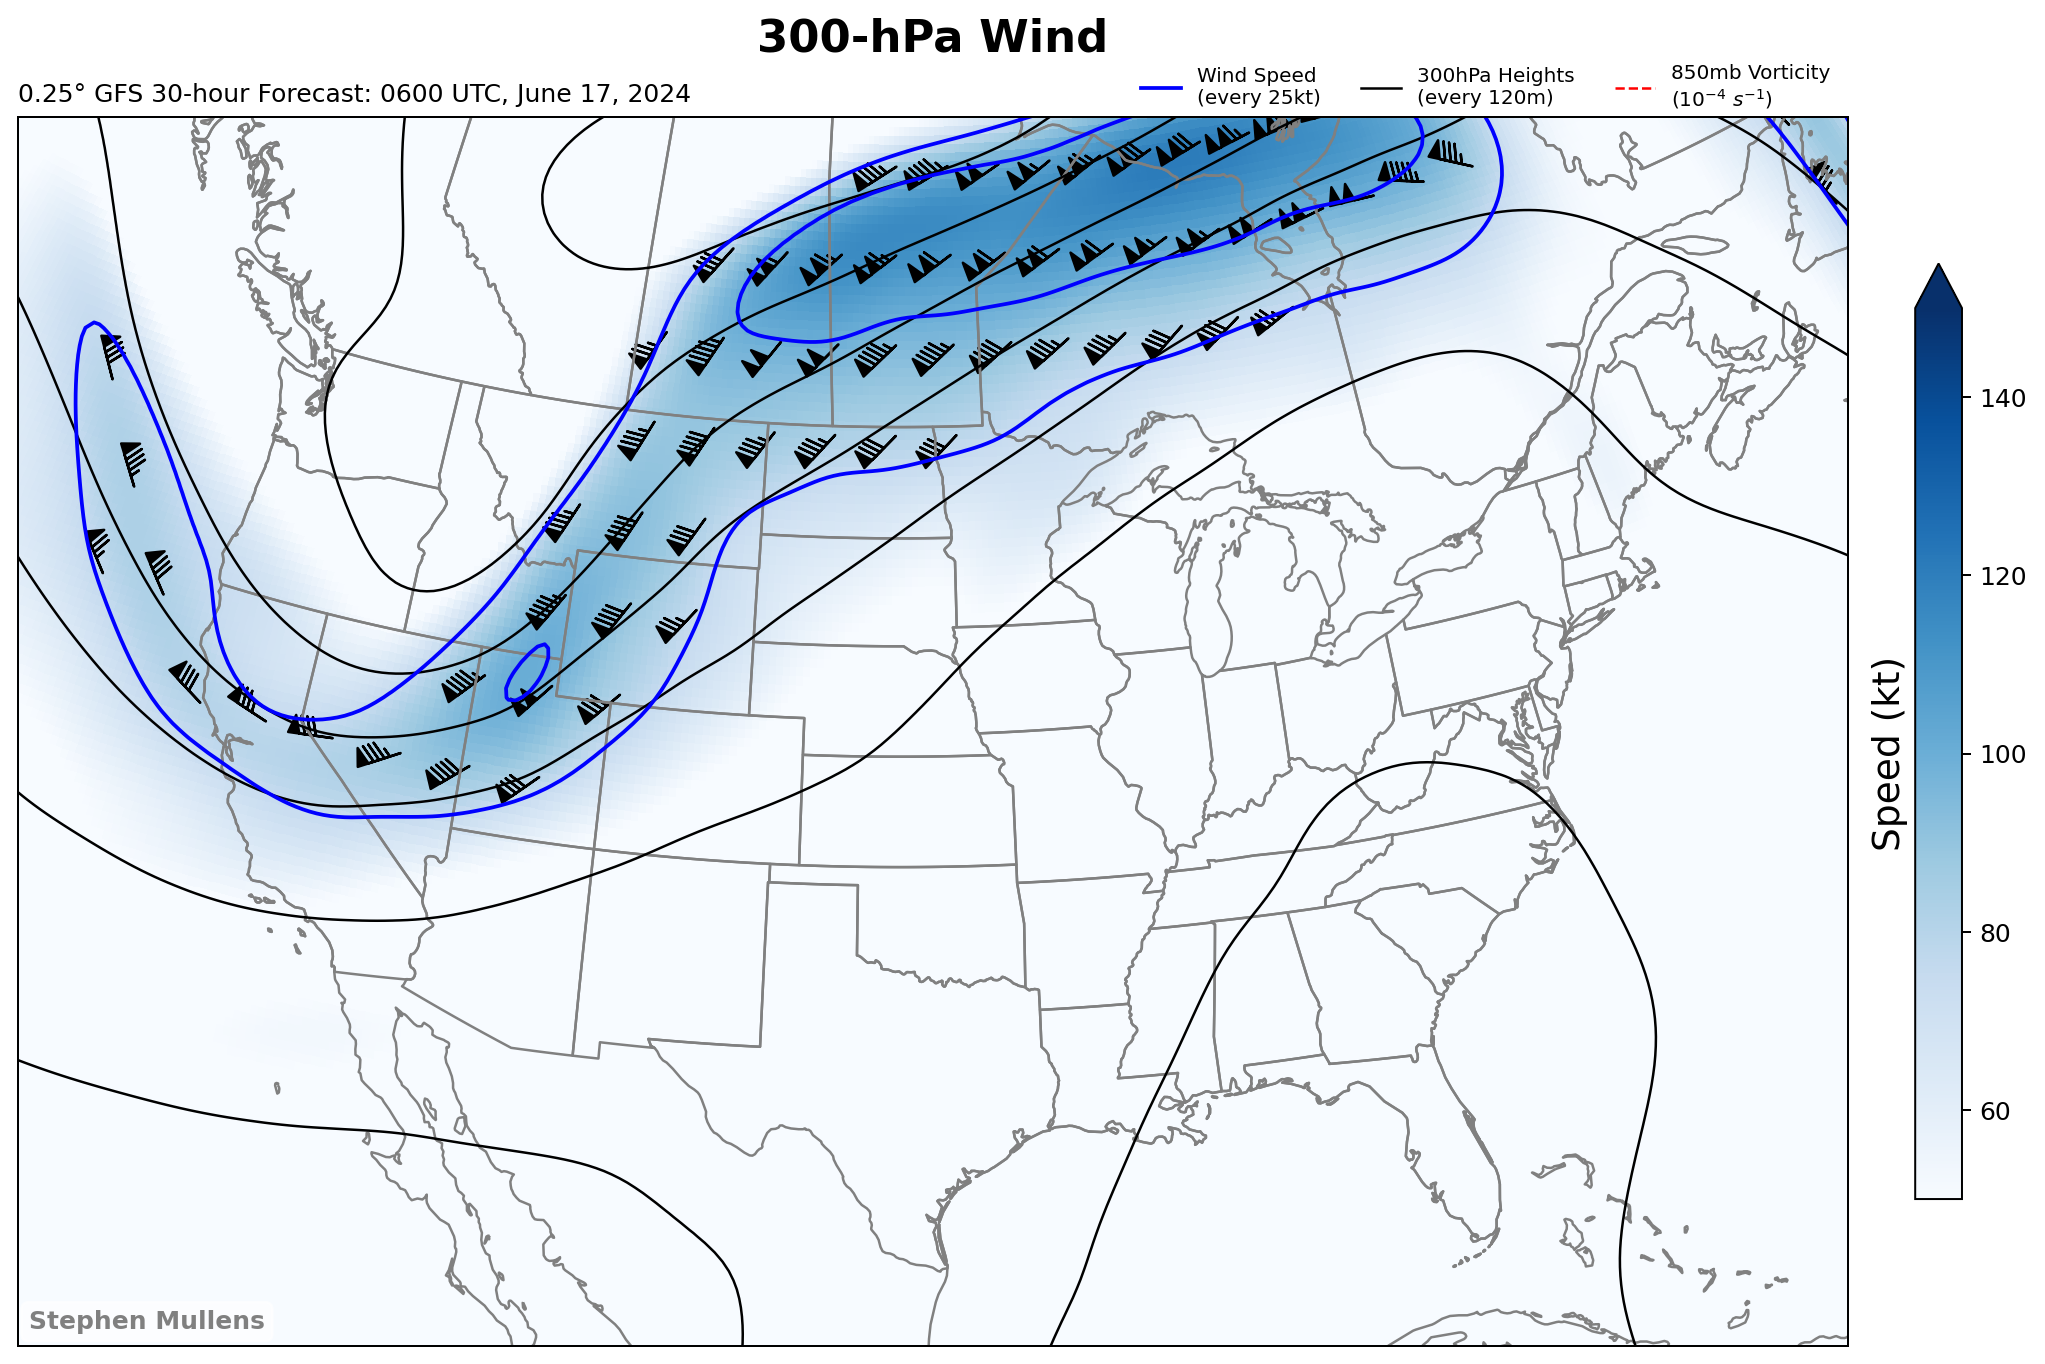 300-hPa Wind
0.25° GFS 30-hour Forecast: 0600 UTC, June 17, 2024
Wind Speed
(every 25kt)
300hPa Heights
(every 120m)
850mb Vorticity
(10⁻⁴ s⁻¹)
140
120
100
80
60
Speed (kt)
Stephen Mullens